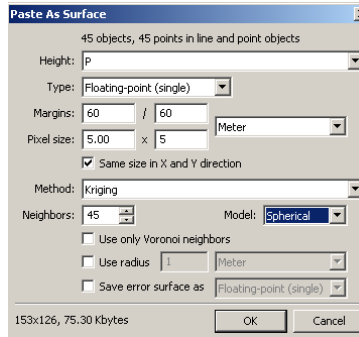 Paste As Surface
45 objects, 45 points in line and point objects
Height: P
Type: Floating-point (single)
Margins: 60 / 60
Meter
Pixel size: 5.00 x 5
Same size in X and Y direction
Method: Kriging
Neighbors: 45 Model: Spherical
Use only Voronoi neighbors
Use radius 1 Meter
Save error surface as Floating-point (single)
153x126, 75.30 Kbytes OK Cancel